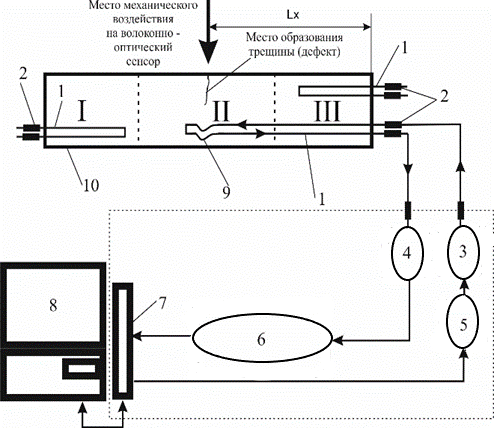 Место механического
воздействия
на волоконно -
оптический
сенсор
Lx
Место образования
трещины (дефект)
1
2
1
I
II
III
2
10
9
1
4
3
7
8
6
5